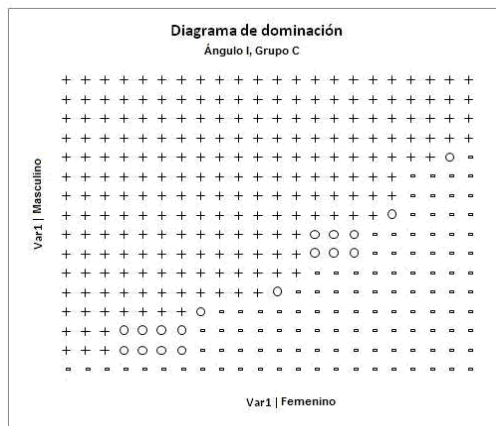 Diagrama de dominación
Ángulo I, Grupo C
Var1 | Masculino
Var1 | Femenino